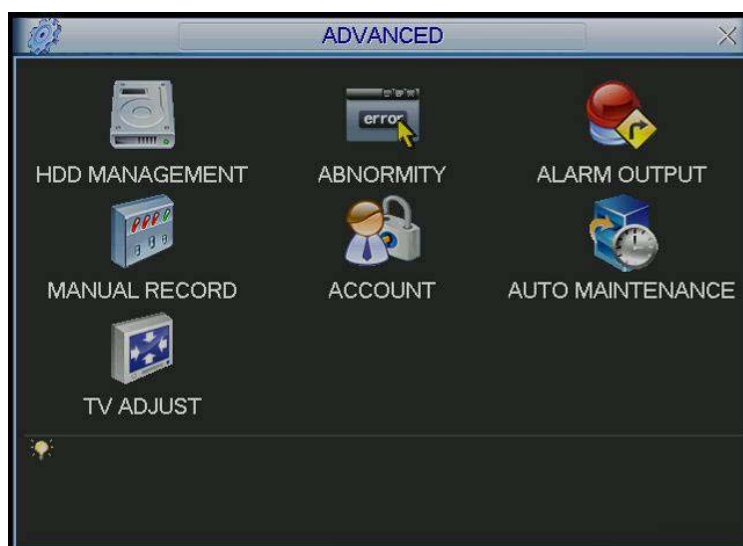 ADVANCED
error
HDD MANAGEMENT
ABNORMITY
ALARM OUTPUT
MANUAL RECORD
ACCOUNT
AUTO MAINTENANCE
TV ADJUST